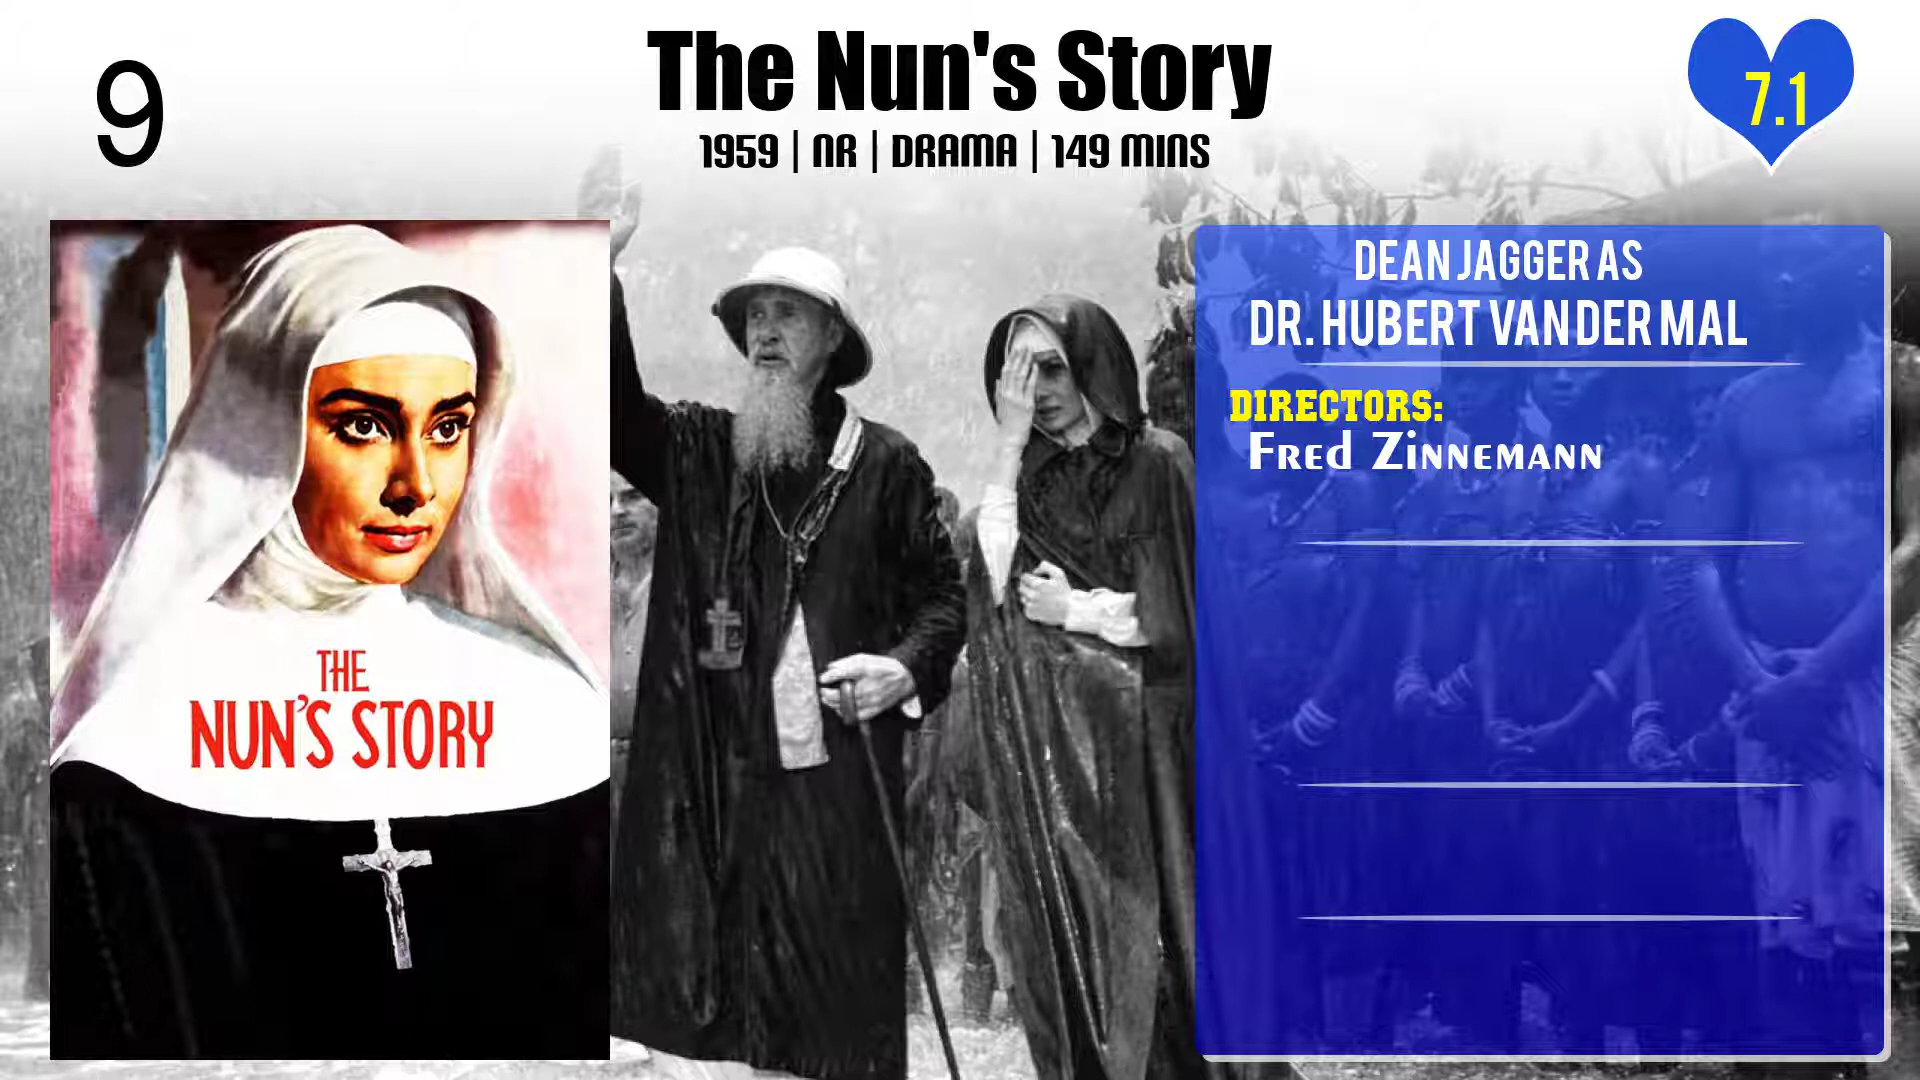 9
The Nun's Story
1959 | NR | DRAMA | 149 MINS
7.1
THE
NUN'S STORY
DEAN JAGGER AS
DR. HUBERT VAN DER MAL
DIRECTORS:
FRED ZINNEMANN